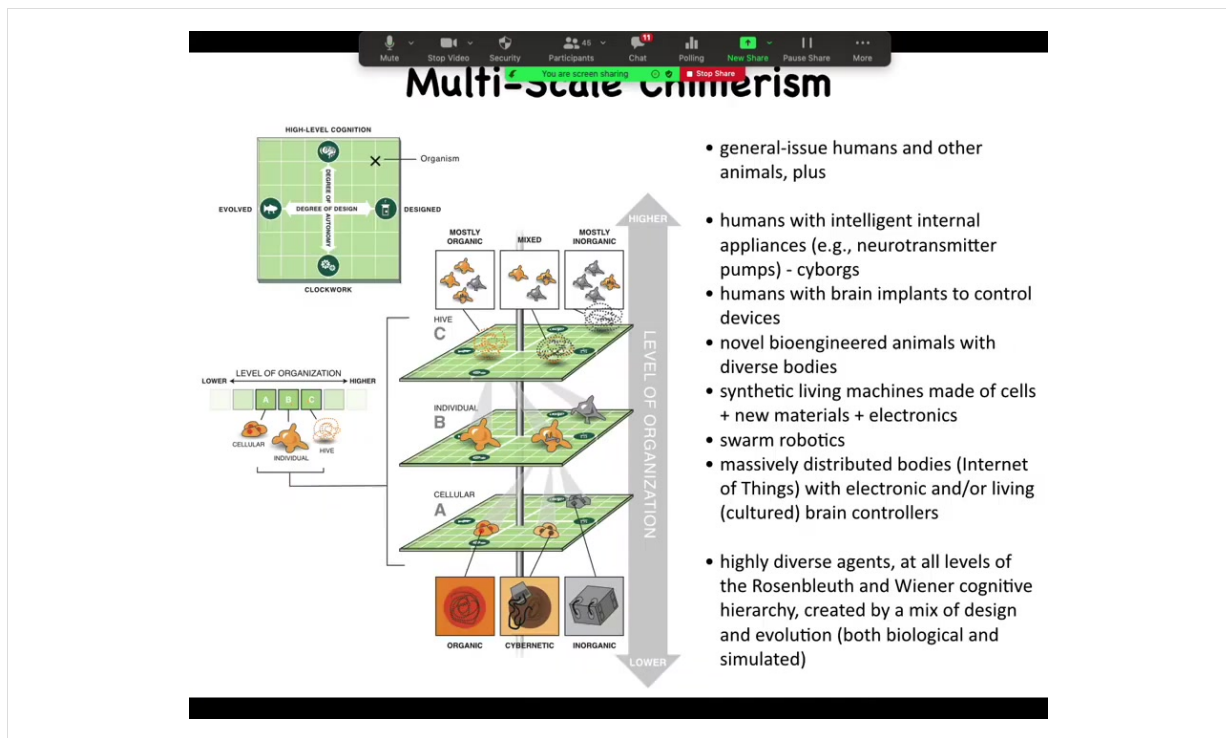 Mute
Stop Video
Security
45
Participants
11
Chat
Polling
New Share
Pause Share
More
You are screen sharing
Stop Share
Multi-Scale Chimerism
HIGH-LEVEL COGNITION
Organism
DEGREE OF AUTONOMY
EVOLVED
DEGREE OF DESIGN
DESIGNED
CLOCKWORK
LEVEL OF ORGANIZATION
LOWER
HIGHER
A B C
CELLULAR
INDIVIDUAL
HIVE
MOSTLY ORGANIC
MIXED
MOSTLY INORGANIC
HIVE
C
INDIVIDUAL
B
CELLULAR
A
ORGANIC
CYBERNETIC
INORGANIC
HIGHER
LEVEL OF ORGANIZATION
LOWER
• general-issue humans and other
animals, plus
• humans with intelligent internal
appliances (e.g., neurotransmitter
pumps) - cyborgs
• humans with brain implants to control
devices
• novel bioengineered animals with
diverse bodies
• synthetic living machines made of cells
+ new materials + electronics
• swarm robotics
• massively distributed bodies (Internet
of Things) with electronic and/or living
(cultured) brain controllers
• highly diverse agents, at all levels of
the Rosenbleuth and Wiener cognitive
hierarchy, created by a mix of design
and evolution (both biological and
simulated)